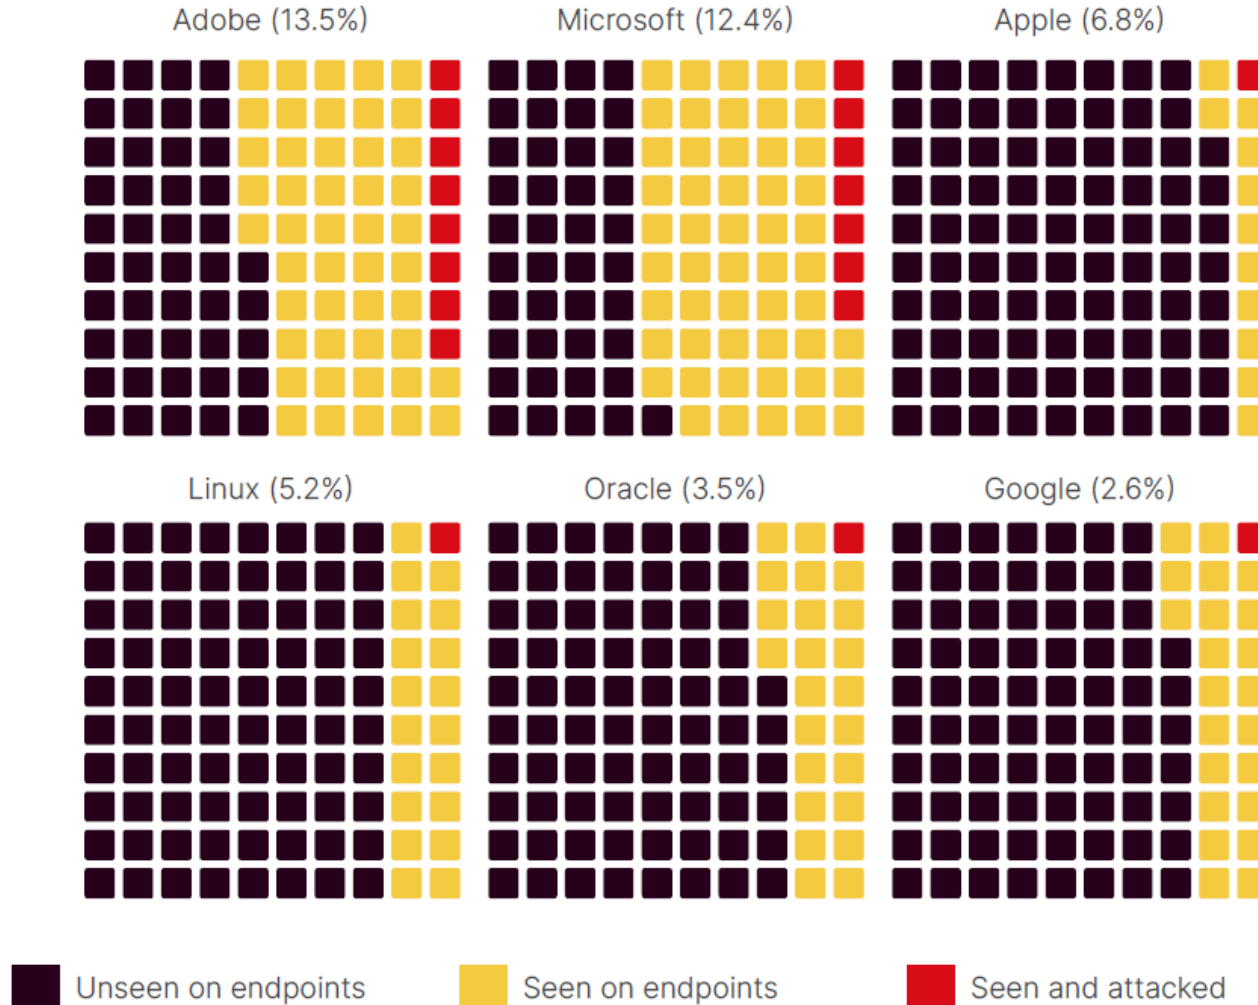 Adobe (13.5%)
Microsoft (12.4%)
Apple (6.8%)
Linux (5.2%)
Oracle (3.5%)
Google (2.6%)
Unseen on endpoints
Seen on endpoints
Seen and attacked